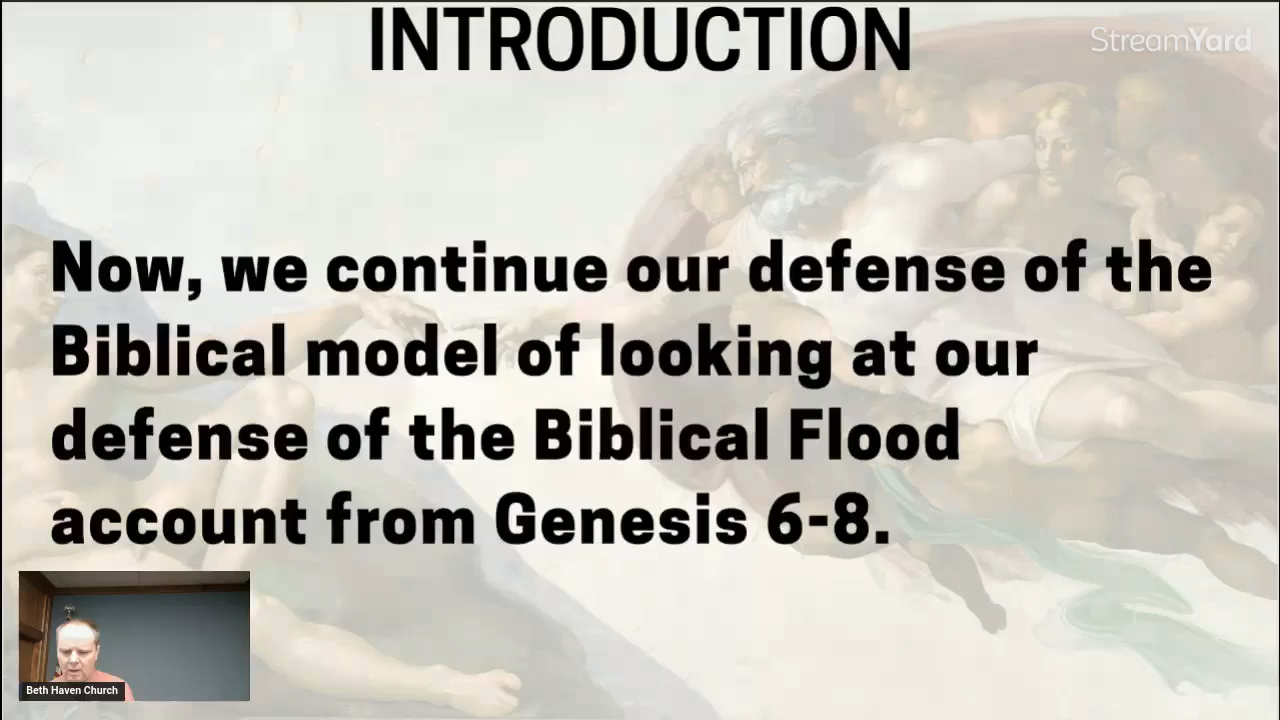 INTRODUCTION
StreamYard
Now, we continue our defense of the
Biblical model of looking at our
defense of the Biblical Flood
account from Genesis 6-8.
Beth Haven Church